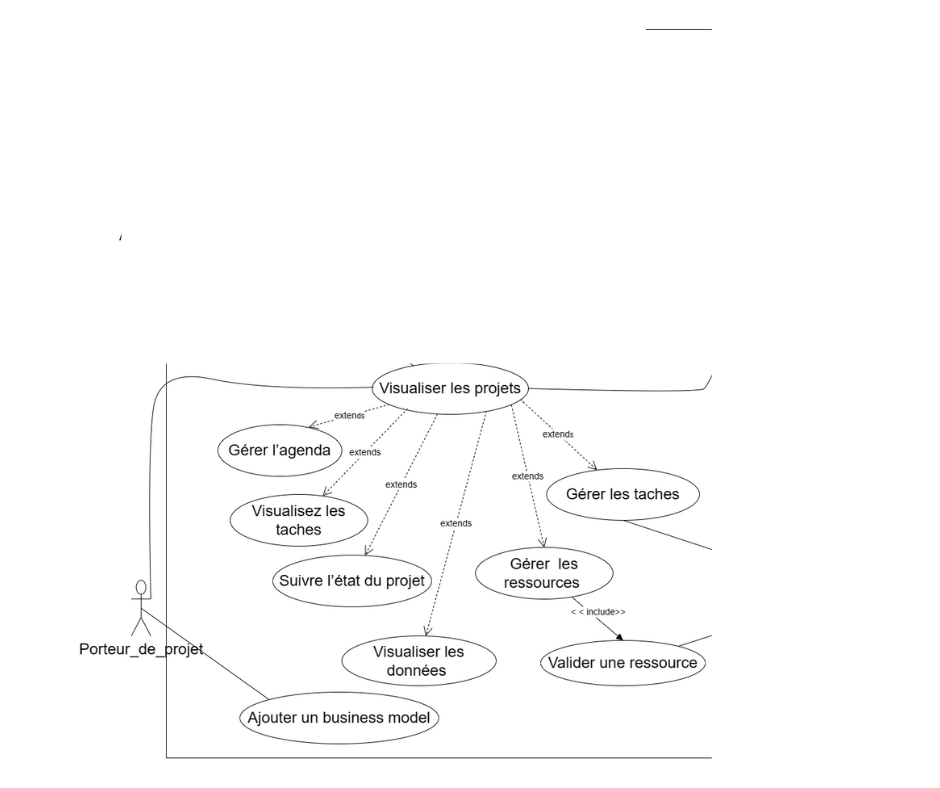 Visualiser les projets
extends
Gérer l'agenda
extends
extends
Gérer les taches
extends
extends
extends
Visualisez les
taches
Suivre l'état du projet
Gérer  les
ressources
< < include>>
Porteur_de_projet
Visualiser les
données
Valider une ressource
Ajouter un business model